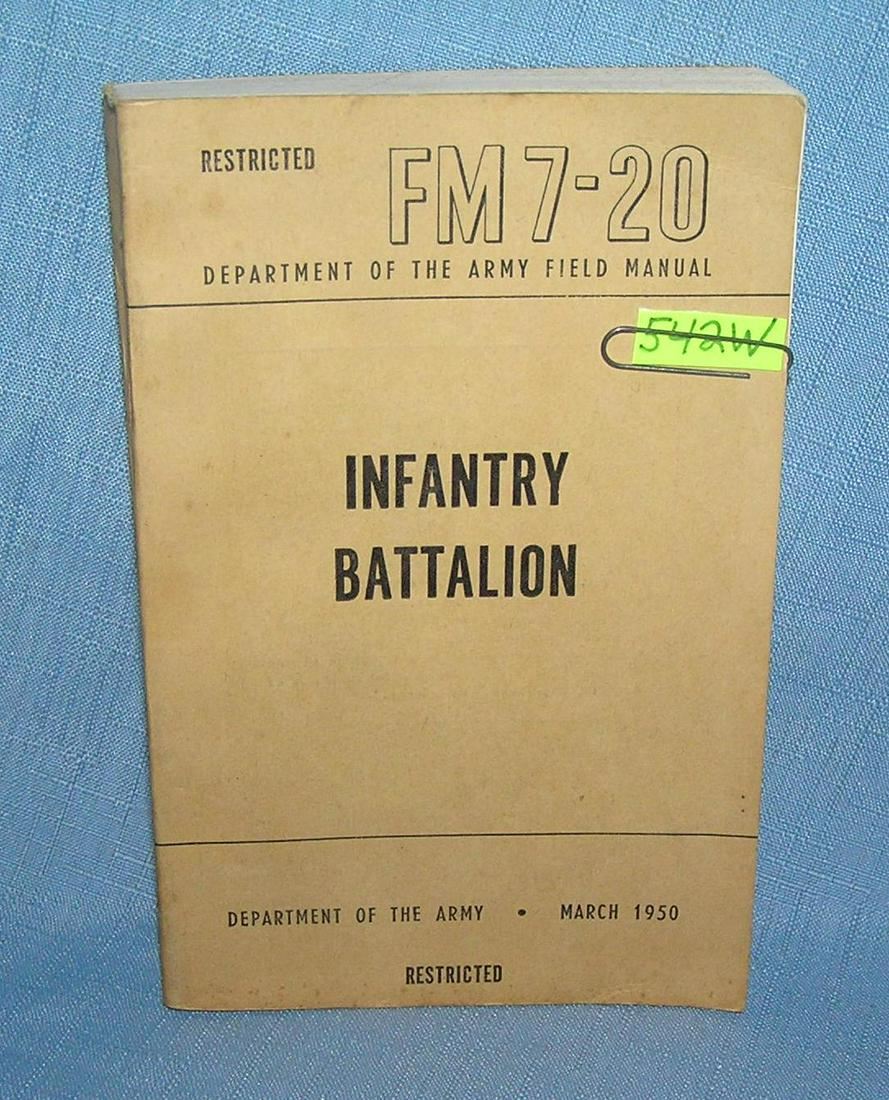 RESTRICTED
FM 7-20
DEPARTMENT OF THE ARMY FIELD MANUAL
542W
INFANTRY
BATTALION
DEPARTMENT OF THE ARMY • MARCH 1950
RESTRICTED